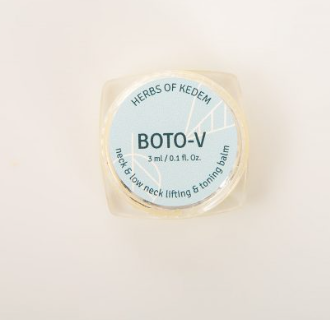 HERBS OF KEDEM
BOTO-V
3 ml / 0.1 fl. Oz.
neck & low neck lifting & toning balm